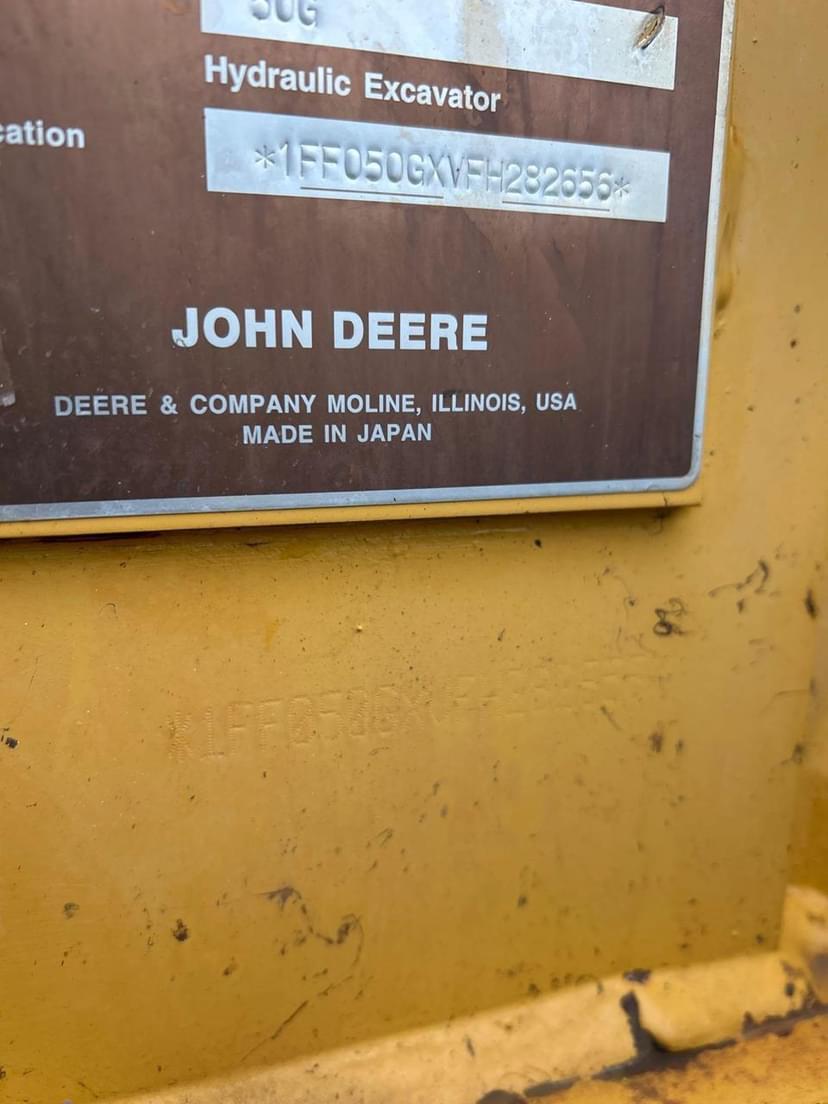 50G
Hydraulic Excavator
cation
*1FF050GXVFH282656*
JOHN DEERE
DEERE & COMPANY MOLINE, ILLINOIS, USA
MADE IN JAPAN